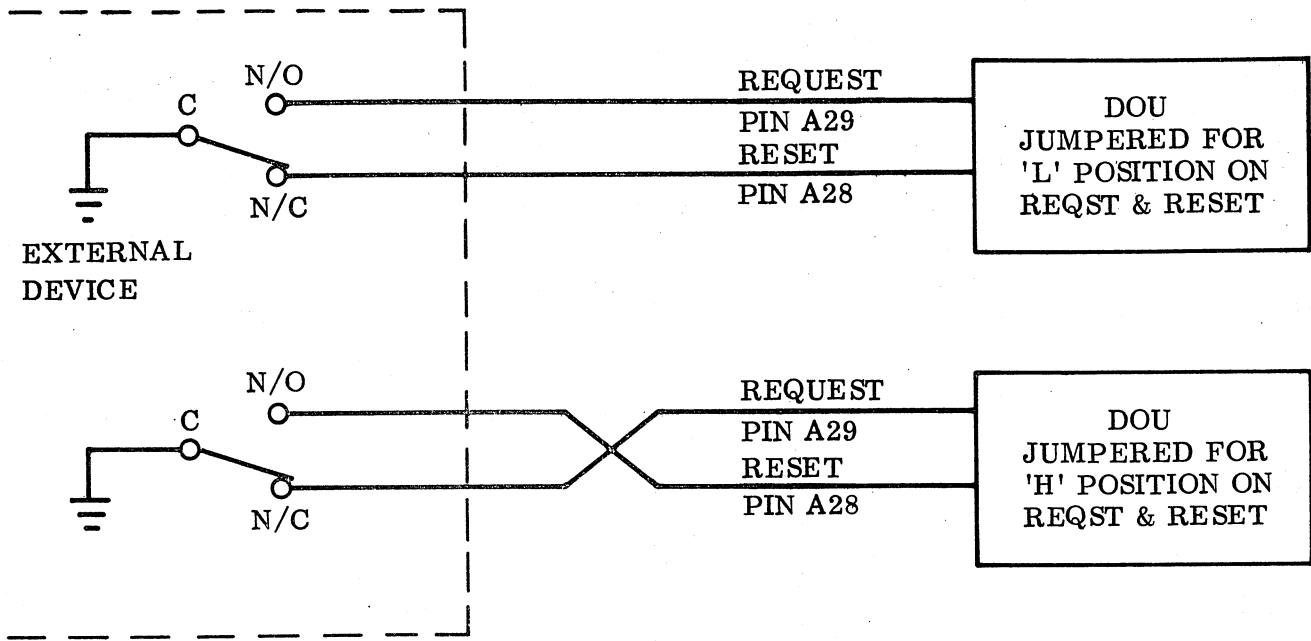 N/O
C
N/C
EXTERNAL
DEVICE
REQUEST
PIN A29
RESET
PIN A28
DOU
JUMPERED FOR
'L' POSITION ON
REQST & RESET
N/O
C
N/C
REQUEST
PIN A29
RESET
PIN A28
DOU
JUMPERED FOR
'H' POSITION ON
REQST & RESET